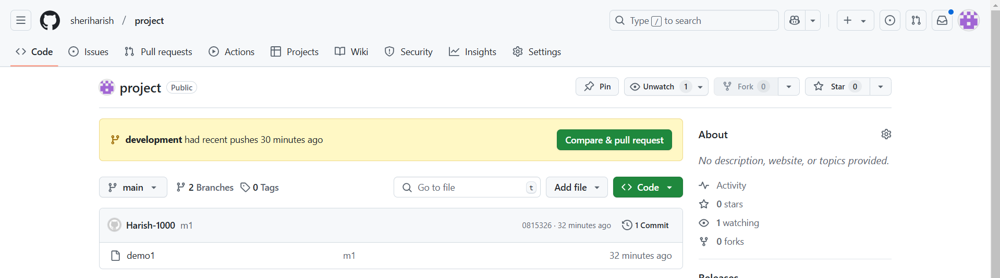 sheriharish / project
Type / to search
Code Issues Pull requests Actions Projects Wiki Security Insights Settings
project Public
Pin Unwatch 1 Fork 0 Star 0
development had recent pushes 30 minutes ago
Compare & pull request
main 2 Branches 0 Tags
Go to file t
Add file
Code
Harish-1000 m1 0815326 · 32 minutes ago 1 Commit
demo1 m1 32 minutes ago
About
No description, website, or topics provided.
Activity
0 stars
1 watching
0 forks
Releases